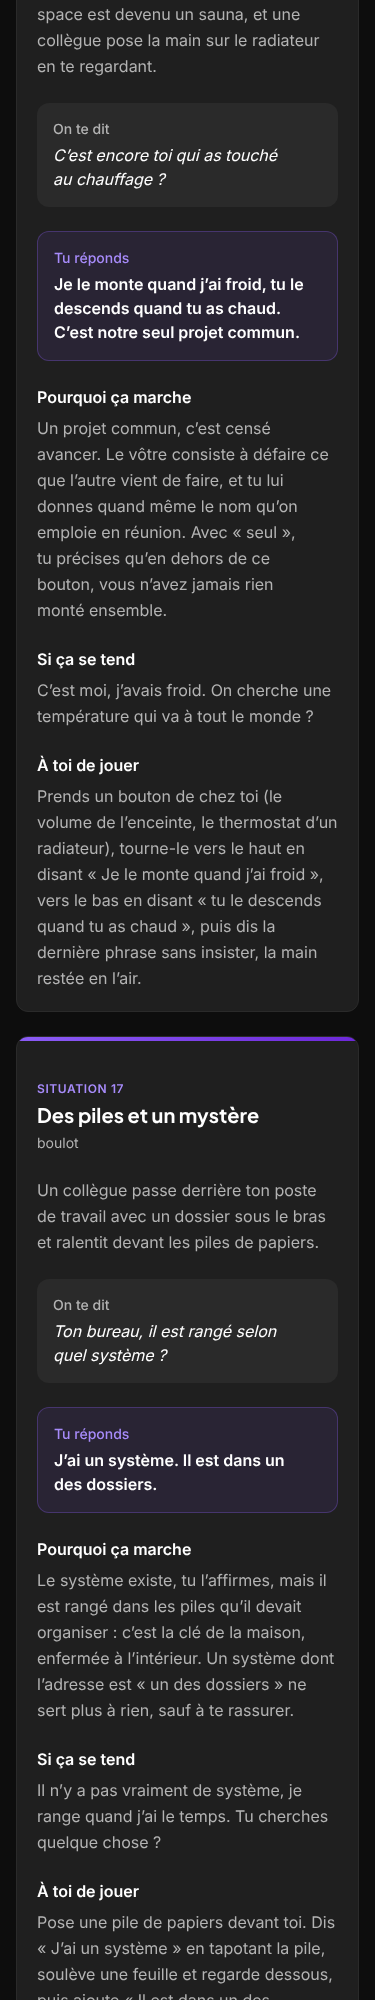 space est devenu un sauna, et une
collègue pose la main sur le radiateur
en te regardant.
On te dit
C’est encore toi qui as touché
au chauffage ?
Tu réponds
Je le monte quand j’ai froid, tu le
descends quand tu as chaud.
C’est notre seul projet commun.
Pourquoi ça marche
Un projet commun, c’est censé
avancer. Le vôtre consiste à défaire ce
que l’autre vient de faire, et tu lui
donnes quand même le nom qu’on
emploie en réunion. Avec « seul »,
tu précises qu’en dehors de ce
bouton, vous n’avez jamais rien
monté ensemble.
Si ça se tend
C’est moi, j’avais froid. On cherche une
température qui va à tout le monde ?
À toi de jouer
Prends un bouton de chez toi (le
volume de l’enceinte, le thermostat d’un
radiateur), tourne-le vers le haut en
disant « Je le monte quand j’ai froid »,
vers le bas en disant « tu le descends
quand tu as chaud », puis dis la
dernière phrase sans insister, la main
restée en l’air.
SITUATION 17
Des piles et un mystère
boulot
Un collègue passe derrière ton poste
de travail avec un dossier sous le bras
et ralentit devant les piles de papiers.
On te dit
Ton bureau, il est rangé selon
quel système ?
Tu réponds
J’ai un système. Il est dans un
des dossiers.
Pourquoi ça marche
Le système existe, tu l’affirmes, mais il
est rangé dans les piles qu’il devait
organiser : c’est la clé de la maison,
enfermée à l’intérieur. Un système dont
l’adresse est « un des dossiers » ne
sert plus à rien, sauf à te rassurer.
Si ça se tend
Il n’y a pas vraiment de système, je
range quand j’ai le temps. Tu cherches
quelque chose ?
À toi de jouer
Pose une pile de papiers devant toi. Dis
« J’ai un système » en tapotant la pile,
soulève une feuille et regarde dessous,
puis ajoute « Il est dans un des